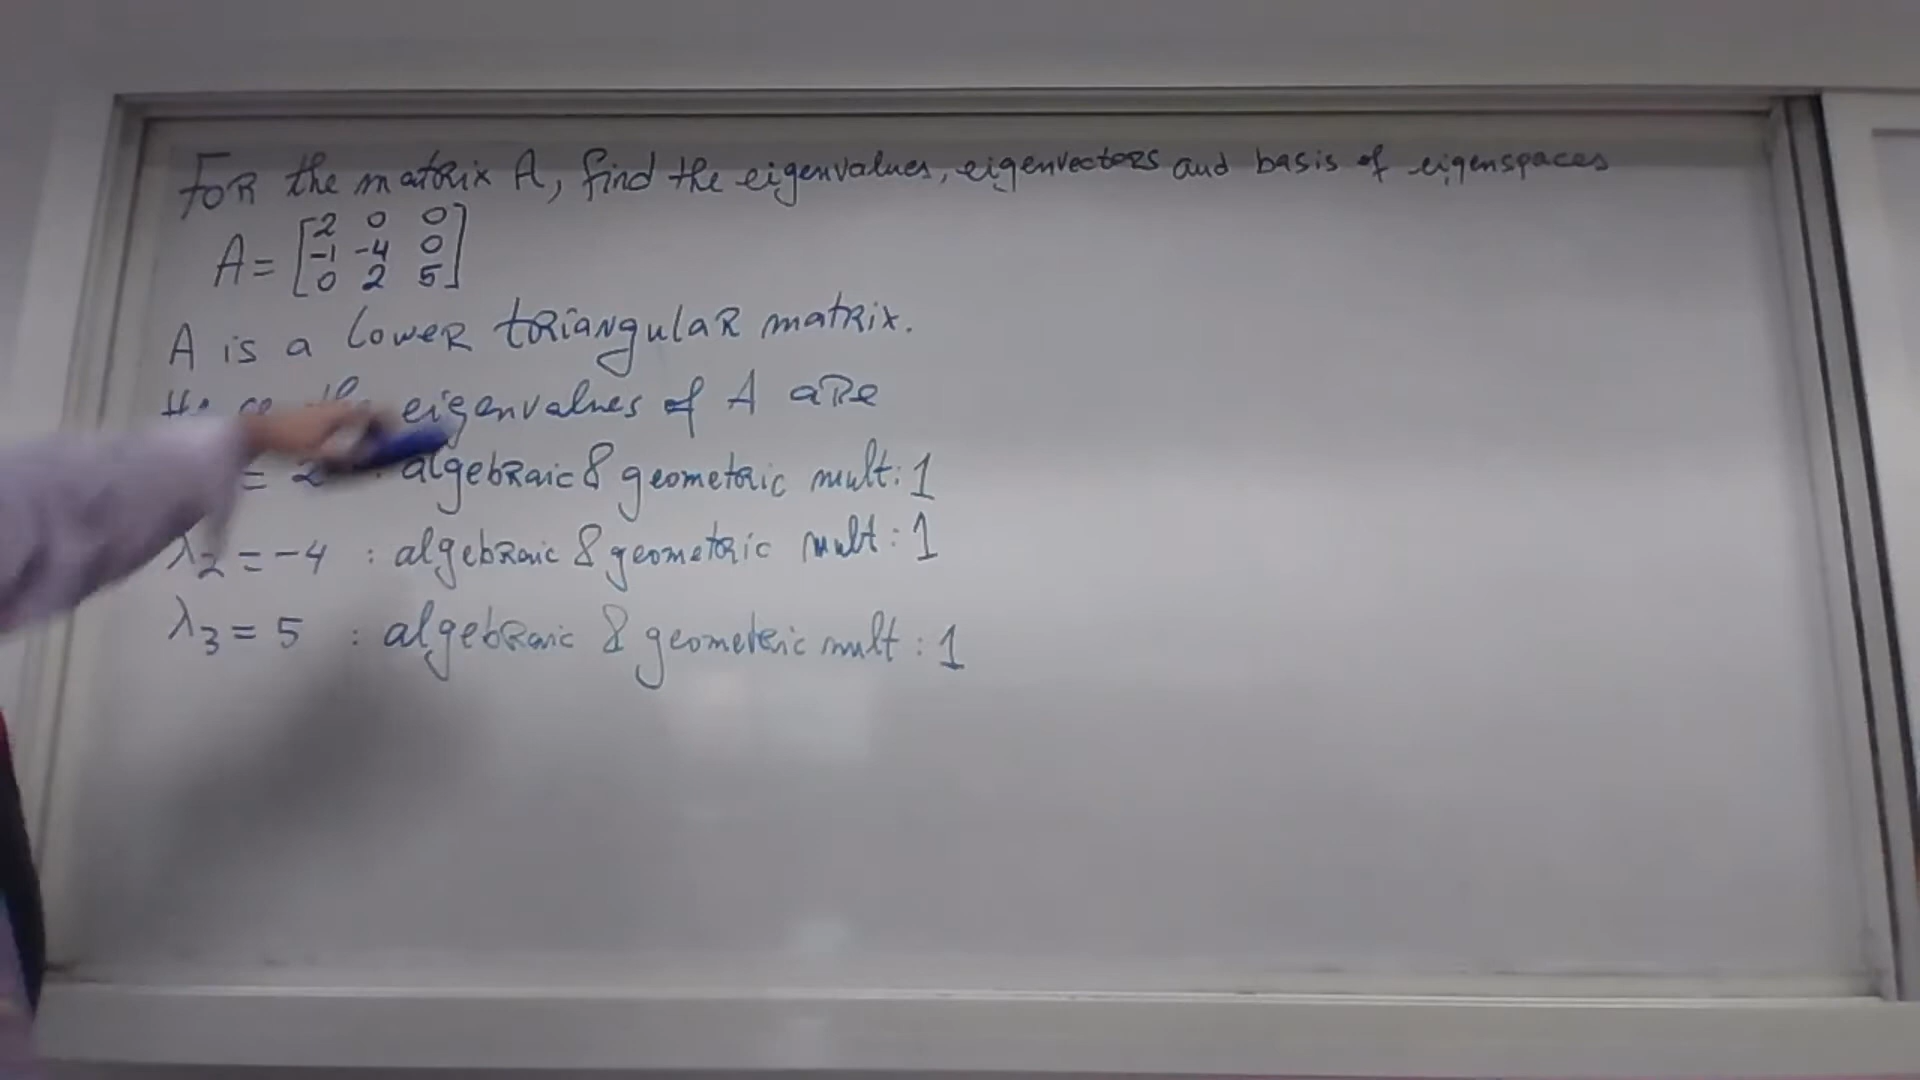 For the matrix A, find the eigenvalues, eigenvectors and basis of eigenspaces
A = [2 0 0
-1 -4 0
0 2 5]
A is a lower triangular matrix.
eigenvalues of A are
= 2 : algebraic & geometric mult: 1
λ2 = -4 : algebraic & geometric mult: 1
λ3 = 5 : algebraic & geometric mult: 1